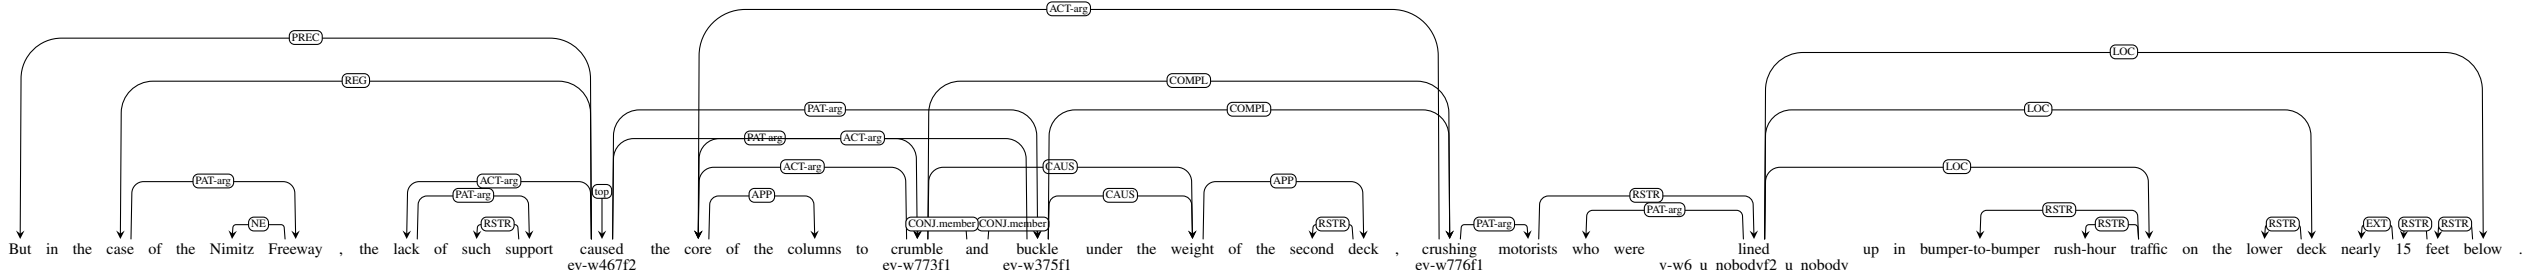 ACT-arg
PREC
LOC
REG COMPL
PAT-arg COMPL LOC
PAT-arg ACT-arg
ACT-arg CAUS LOC
PAT-arg ACT-arg top APP
PAT-arg APP CAUS RSTR
RSTR PAT-arg
NE RSTR CONJ.member CONJ.member RSTR PAT-arg RSTR RSTR EXT RSTR RSTR
But in the case of the Nimitz Freeway , the lack of such support caused the core of the columns to crumble and buckle under the weight of the second deck , crushing motorists who were lined up in bumper-to-bumper rush-hour traffic on the lower deck nearly 15 feet below .
ev-w467f2 ev-w773f1 ev-w375f1 ev-w776f1 v-w6_u_nobodyf2_u_nobody